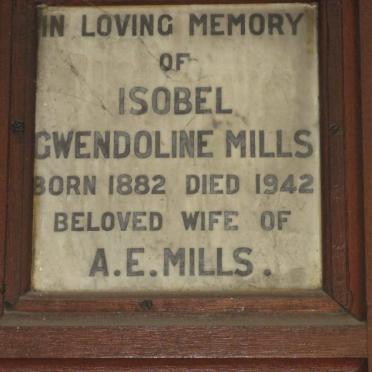 IN LOVING MEMORY
OF
ISOBEL
GWENDOLINE MILLS
BORN 1882 DIED 1942
BELOVED WIFE OF
A.E. MILLS.